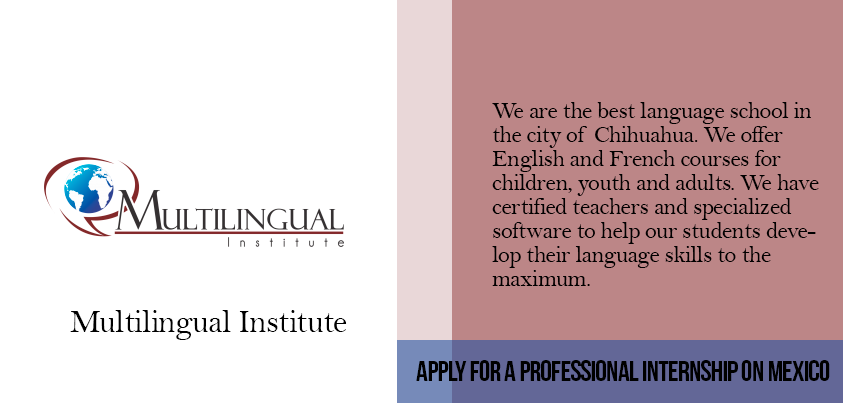 MULTILINGUAL
Institute
Multilingual Institute
We are the best language school in
the city of Chihuahua. We offer
English and French courses for
children, youth and adults. We have
certified teachers and specialized
software to help our students deve-
lop their language skills to the
maximum.
APPLY FOR A PROFESSIONAL INTERNSHIP ON MEXICO